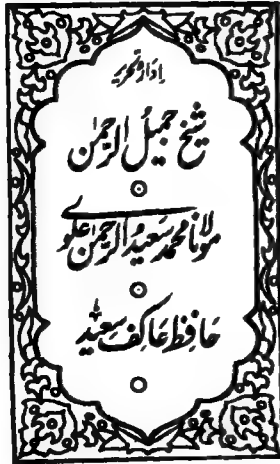 ادارۂ تحریر
شیخ جمیل الرحمٰن
مولانا محمد سعید الرحمٰن علوی
حافظ عاکف سعید